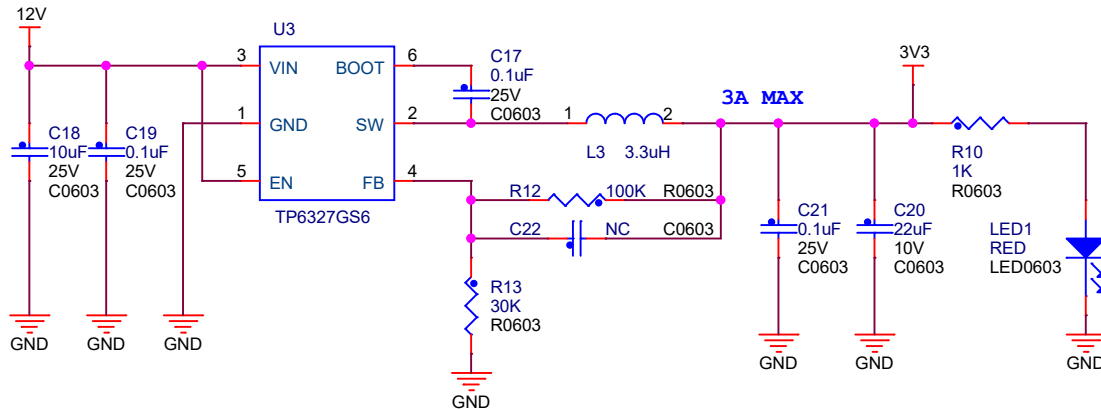 12V
U3
3
VIN
BOOT
6
C17
0.1uF
25V
C0603
1
GND
SW
2
5
EN
FB
4
TP6327GS6
C18
10uF
25V
C0603
C19
0.1uF
25V
C0603
GND
GND
GND
1
2
L3 3.3uH
3A MAX
3V3
R12 100K R0603
C22 NC C0603
R13
30K
R0603
GND
C21
0.1uF
25V
C0603
GND
C20
22uF
10V
C0603
GND
R10
1K
R0603
LED1
RED
LED0603
GND